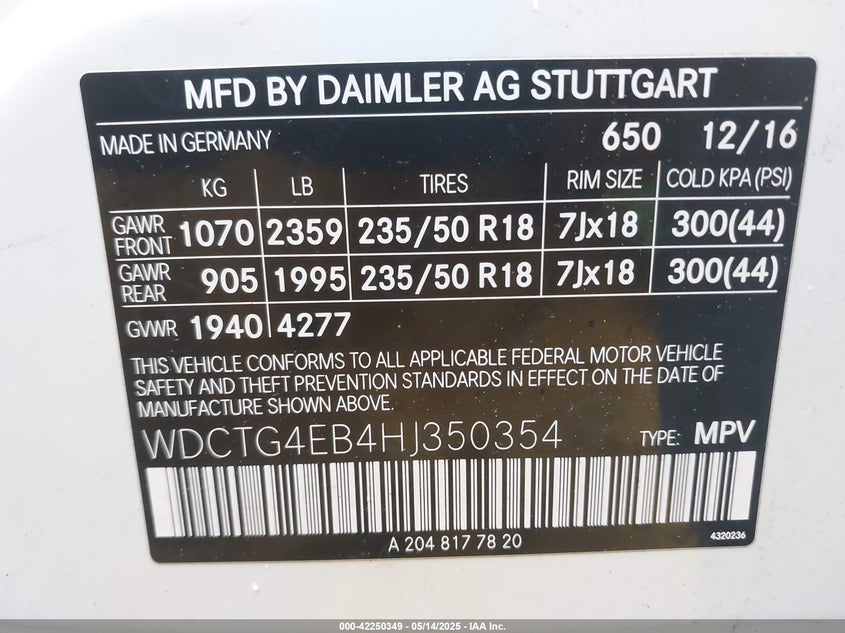 MFD BY DAIMLER AG STUTTGART
MADE IN GERMANY 650 12/16
KG LB TIRES RIM SIZE COLD KPA (PSI)
GAWR FRONT 1070 2359 235/50 R18 7Jx18 300(44)
GAWR REAR 905 1995 235/50 R18 7Jx18 300(44)
GVWR 1940 4277
THIS VEHICLE CONFORMS TO ALL APPLICABLE FEDERAL MOTOR VEHICLE
SAFETY AND THEFT PREVENTION STANDARDS IN EFFECT ON THE DATE OF
MANUFACTURE SHOWN ABOVE.
WDCTG4EB4HJ350354 TYPE: MPV
A 204 817 78 20 4320236
000-42250349 - 05/14/2025 - IAA Inc.